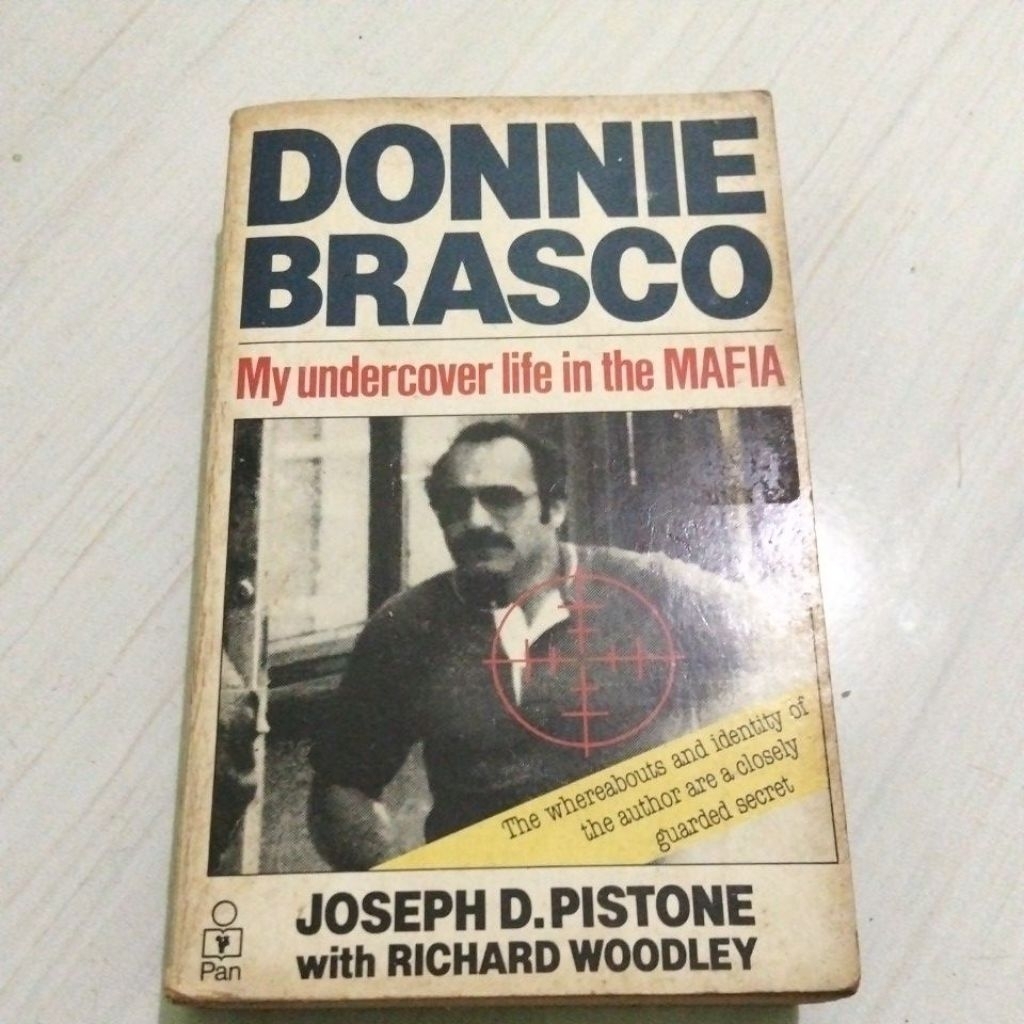 DONNIE
BRASCO
My undercover life in the MAFIA
The whereabouts and identity of
the author are a closely
guarded secret
JOSEPH D. PISTONE
with RICHARD WOODLEY
Pan